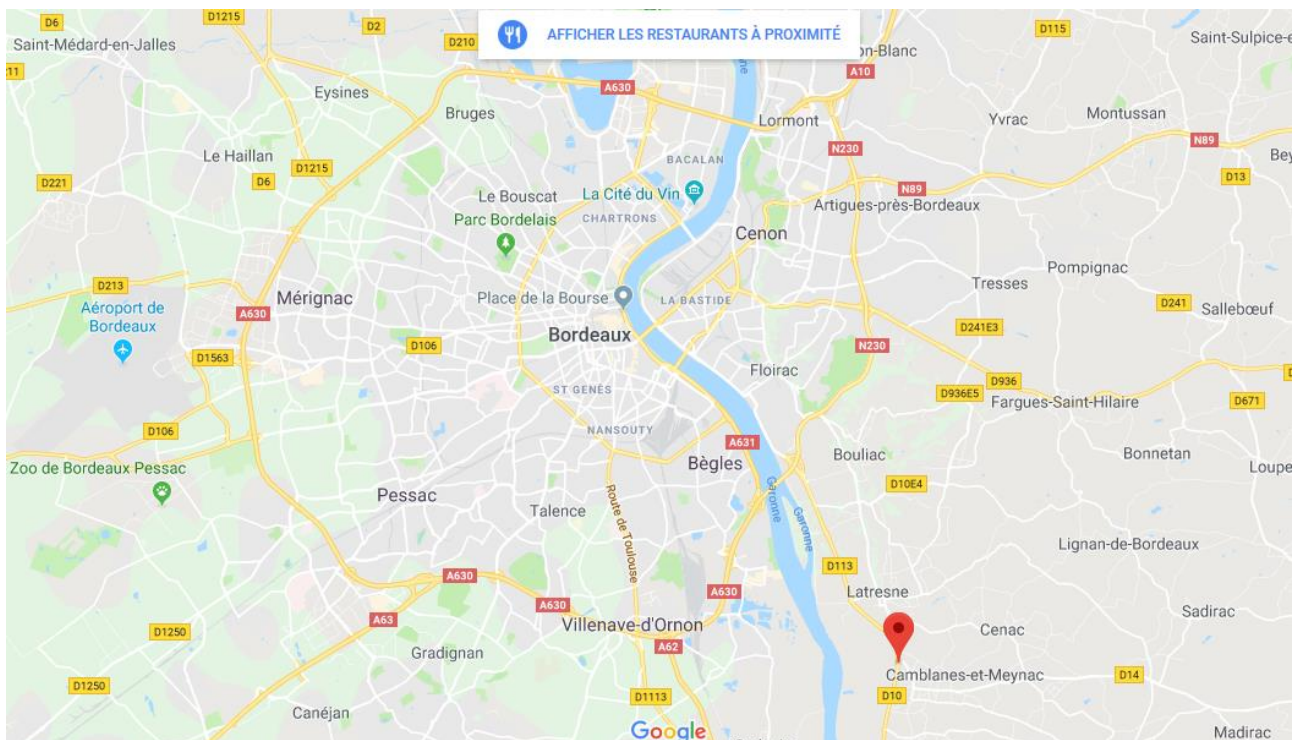 D1215
D2
D210
AFFICHER LES RESTAURANTS À PROXIMITÉ
D115
Saint-Sulpice-e
Saint-Médard-en-Jalles
on-Blanc
A10
Eysines
A630
Bruges
Lormont
Yvrac
Montussan
Le Haillan
D1215
BACALAN
N230
N89
Bey
D221
D6
Le Bouscat
La Cité du Vin
N89
D13
Parc Bordelais
CHARTRONS
Artigues-près-Bordeaux
Cenon
Pompignac
D213
Mérignac
Place de la Bourse
LA BASTIDE
Tresses
D241
Sallebœuf
Aéroport de
Bordeaux
A630
Bordeaux
D241E3
D1563
D106
N230
Floirac
ST GENÈS
D936
D936E5
Fargues-Saint-Hilaire
D671
D106
NANSOUTY
A631
Bouliac
Bonnetan
Zoo de Bordeaux Pessac
Bègles
Loupe
Pessac
Talence
Route de Toulouse
Garonne
Garonne
D10E4
Lignan-de-Bordeaux
A630
D113
A630
Latresne
A630
A63
Villenave-d'Ornon
Cenac
Sadirac
D1250
Gradignan
A62
Camblanes-et-Meynac
D14
D1250
D1113
D10
Canéjan
Google
Madirac